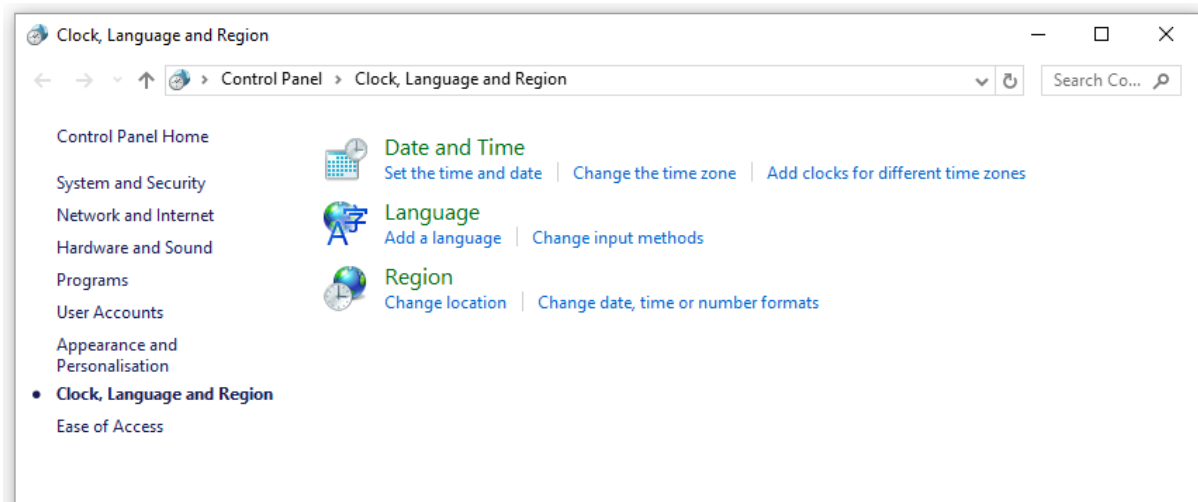 Clock, Language and Region
Control Panel > Clock, Language and Region
Search Co...
Control Panel Home
System and Security
Network and Internet
Hardware and Sound
Programs
User Accounts
Appearance and
Personalisation
Clock, Language and Region
Ease of Access
Date and Time
Set the time and date | Change the time zone | Add clocks for different time zones
Language
Add a language | Change input methods
Region
Change location | Change date, time or number formats